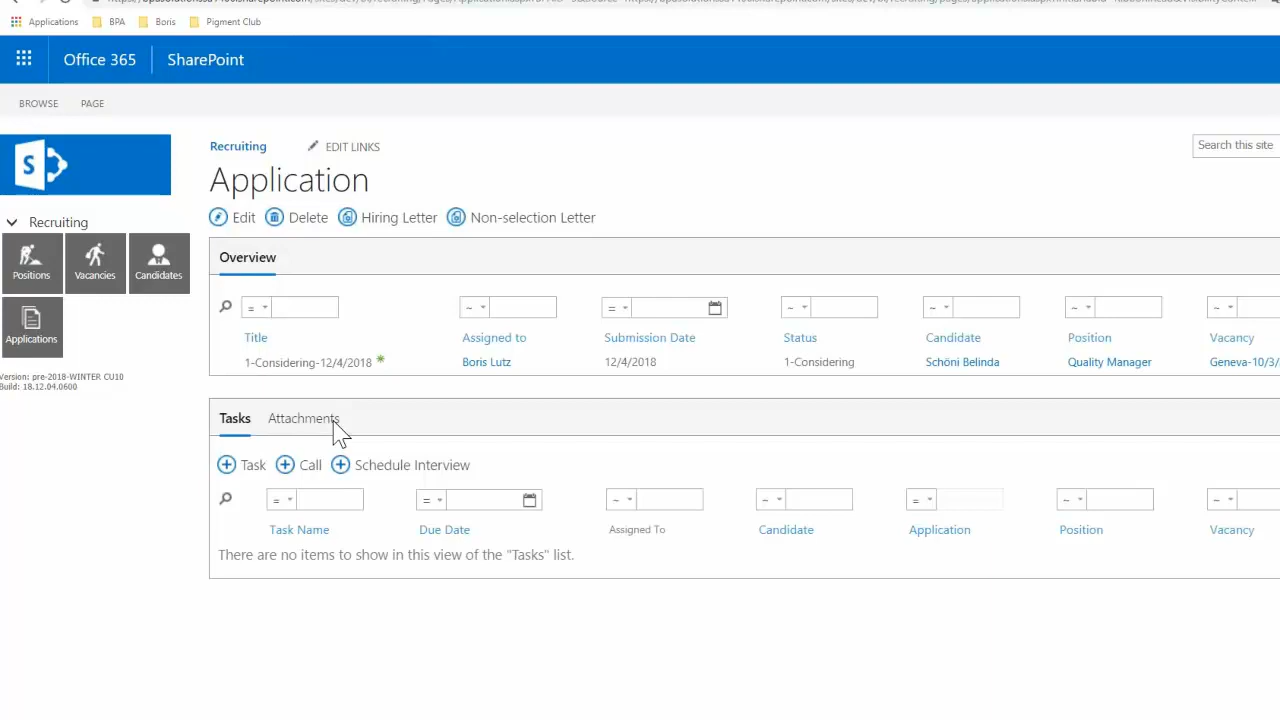 Applications BPA Boris Pigment Club
Office 365 SharePoint
BROWSE PAGE
S
Recruiting EDIT LINKS
Search this site
Application
Edit Delete Hiring Letter Non-selection Letter
Recruiting
Positions Vacancies Candidates
Applications
Version: pre-2018-WINTER CU10
Build: 18.12.04.0600
Overview
= ~ = ~ ~ ~ ~
Title Assigned to Submission Date Status Candidate Position Vacancy
1-Considering-12/4/2018 Boris Lutz 12/4/2018 1-Considering Schöni Belinda Quality Manager Geneva-10/3/
Tasks Attachments
Task Call Schedule Interview
= = ~ ~ = ~ ~
Task Name Due Date Assigned To Candidate Application Position Vacancy
There are no items to show in this view of the "Tasks" list.